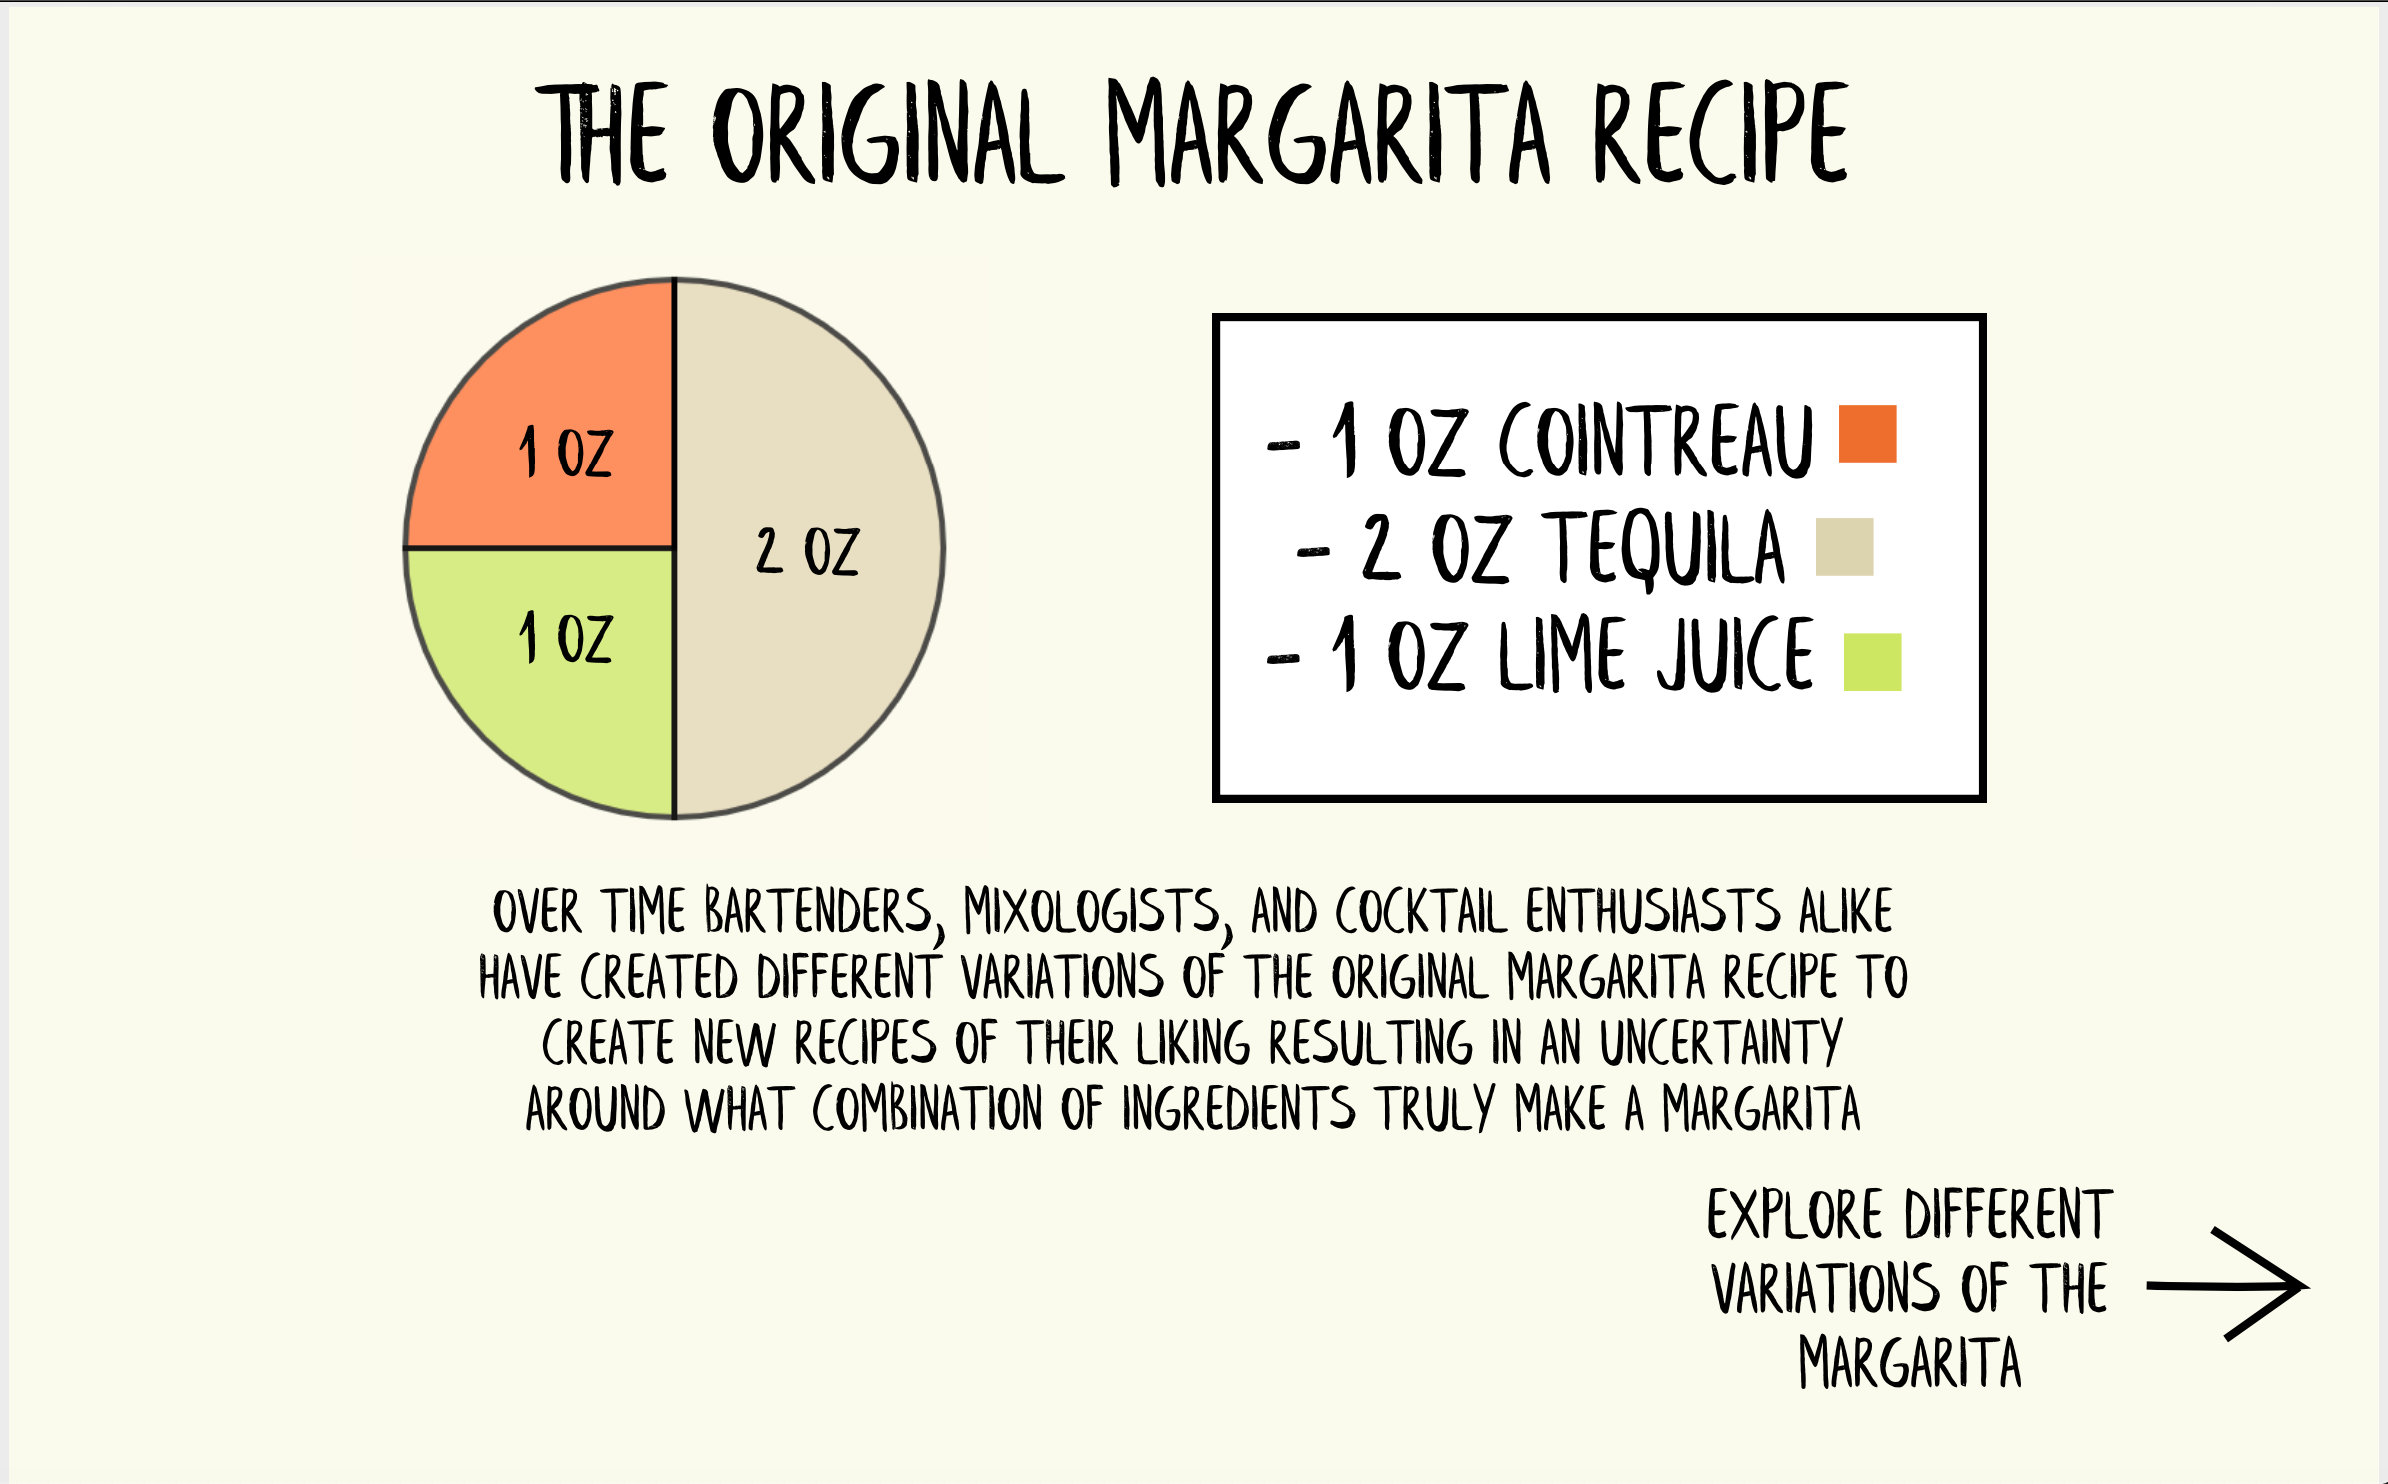 THE ORIGINAL MARGARITA RECIPE
1 OZ
2 OZ
1 OZ
- 1 OZ COINTREAU
- 2 OZ TEQUILA
- 1 OZ LIME JUICE
OVER TIME BARTENDERS, MIXOLOGISTS, AND COCKTAIL ENTHUSIASTS ALIKE
HAVE CREATED DIFFERENT VARIATIONS OF THE ORIGINAL MARGARITA RECIPE TO
CREATE NEW RECIPES OF THEIR LIKING RESULTING IN AN UNCERTAINTY
AROUND WHAT COMBINATION OF INGREDIENTS TRULY MAKE A MARGARITA
EXPLORE DIFFERENT
VARIATIONS OF THE
MARGARITA